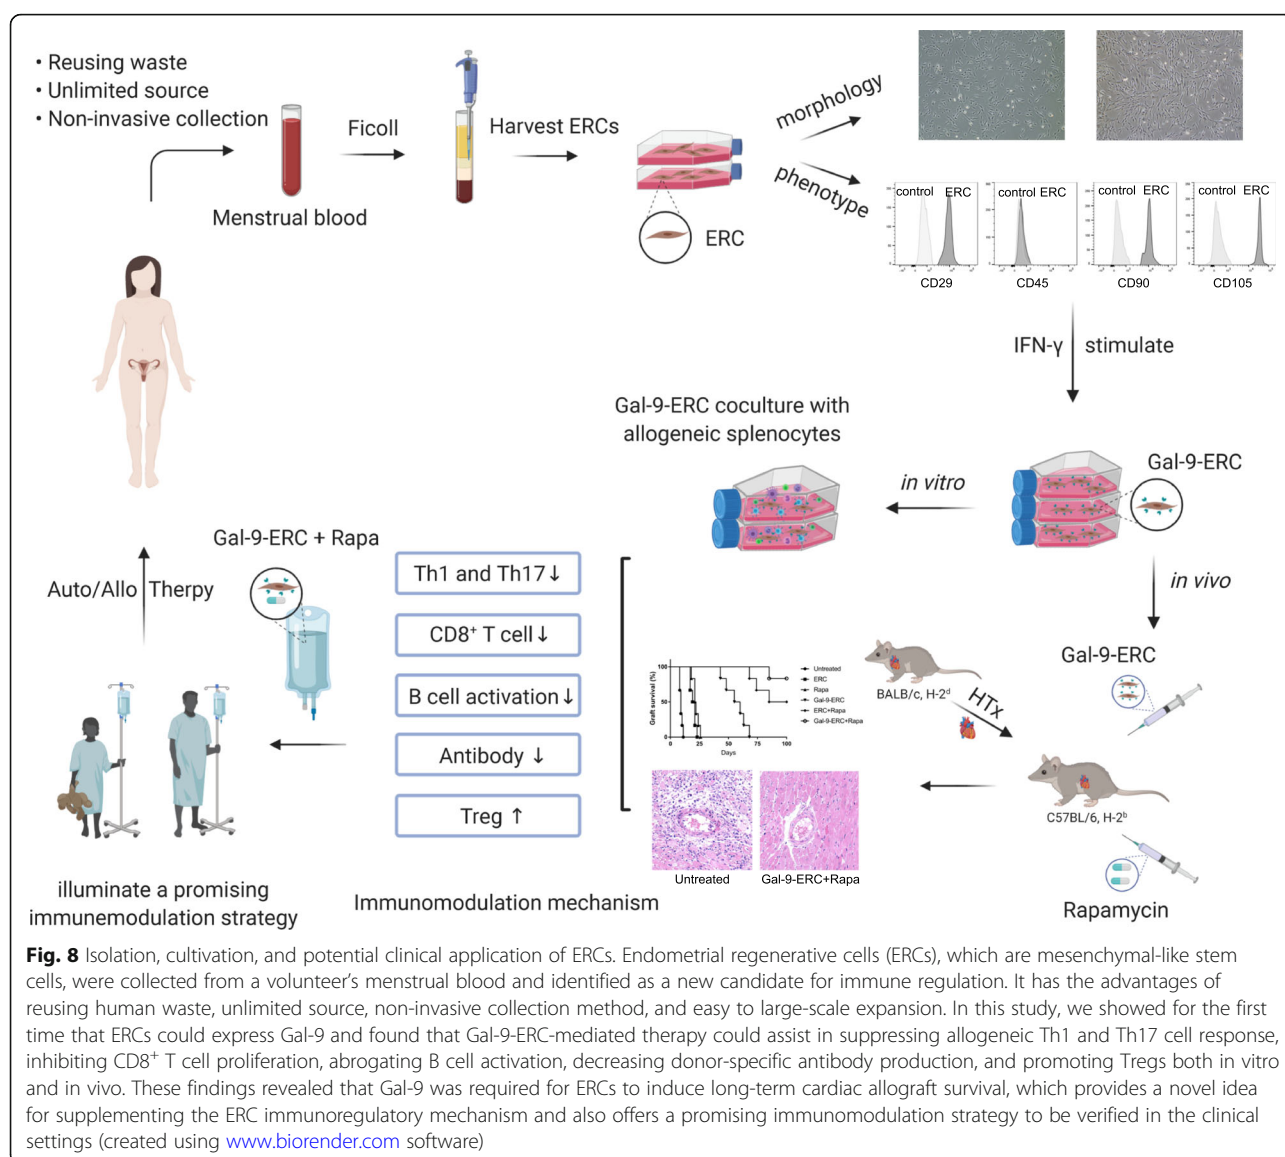 • Reusing waste
• Unlimited source
• Non-invasive collection
Ficoll
Harvest ERCs
Menstrual blood
ERC
morphology
phenotype
control ERC
control ERC
control ERC
control ERC
CD29
CD45
CD90
CD105
IFN-γ stimulate
Gal-9-ERC coculture with
allogeneic splenocytes
in vitro
Gal-9-ERC
in vivo
Gal-9-ERC
Gal-9-ERC + Rapa
Auto/Allo Therpy
Th1 and Th17↓
CD8⁺ T cell↓
B cell activation↓
Antibody ↓
Treg ↑
Graft survival (%)
100
50
0
0 25 50 75 100
Days
Untreated
ERC
Rapa
Gal-9-ERC
ERC+Rapa
Gal-9-ERC+Rapa
BALB/c, H-2ᵈ
HTx
C57BL/6, H-2ᵇ
Rapamycin
Untreated
Gal-9-ERC+Rapa
Immunomodulation mechanism
illuminate a promising
immunemodulation strategy
Fig. 8 Isolation, cultivation, and potential clinical application of ERCs. Endometrial regenerative cells (ERCs), which are mesenchymal-like stem
cells, were collected from a volunteer's menstrual blood and identified as a new candidate for immune regulation. It has the advantages of
reusing human waste, unlimited source, non-invasive collection method, and easy to large-scale expansion. In this study, we showed for the first
time that ERCs could express Gal-9 and found that Gal-9-ERC-mediated therapy could assist in suppressing allogeneic Th1 and Th17 cell response,
inhibiting CD8⁺ T cell proliferation, abrogating B cell activation, decreasing donor-specific antibody production, and promoting Tregs both in vitro
and in vivo. These findings revealed that Gal-9 was required for ERCs to induce long-term cardiac allograft survival, which provides a novel idea
for supplementing the ERC immunoregulatory mechanism and also offers a promising immunomodulation strategy to be verified in the clinical
settings (created using www.biorender.com software)